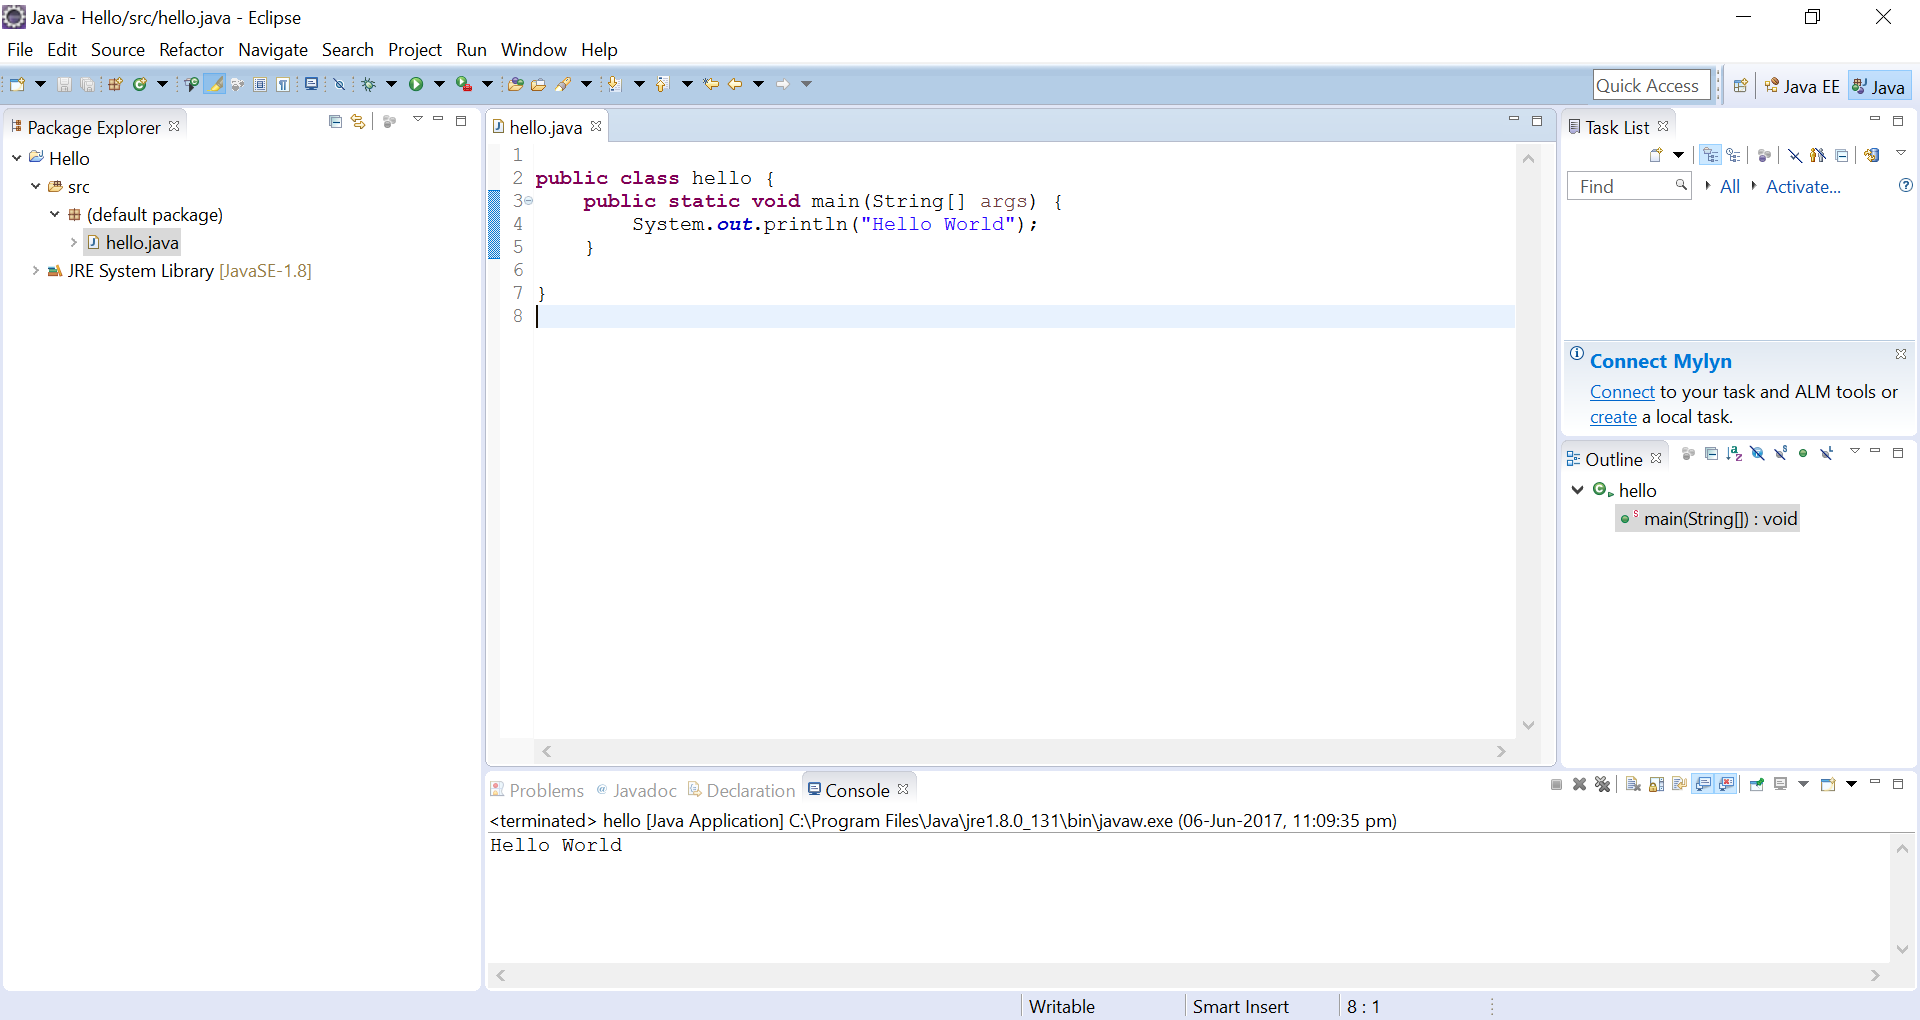 Java - Hello/src/hello.java - Eclipse
File Edit Source Refactor Navigate Search Project Run Window Help
Quick Access Java EE Java
Package Explorer
Hello
src
(default package)
hello.java
JRE System Library [JavaSE-1.8]
hello.java
1
2 public class hello {
3 public static void main(String[] args) {
4 System.out.println("Hello World");
5 }
6
7 }
8
Task List
Find All Activate...
Connect Mylyn
Connect to your task and ALM tools or
create a local task.
Outline
hello
main(String[]) : void
Problems @ Javadoc Declaration Console
<terminated> hello [Java Application] C:\Program Files\Java\jre1.8.0_131\bin\javaw.exe (06-Jun-2017, 11:09:35 pm)
Hello World
Writable Smart Insert 8 : 1